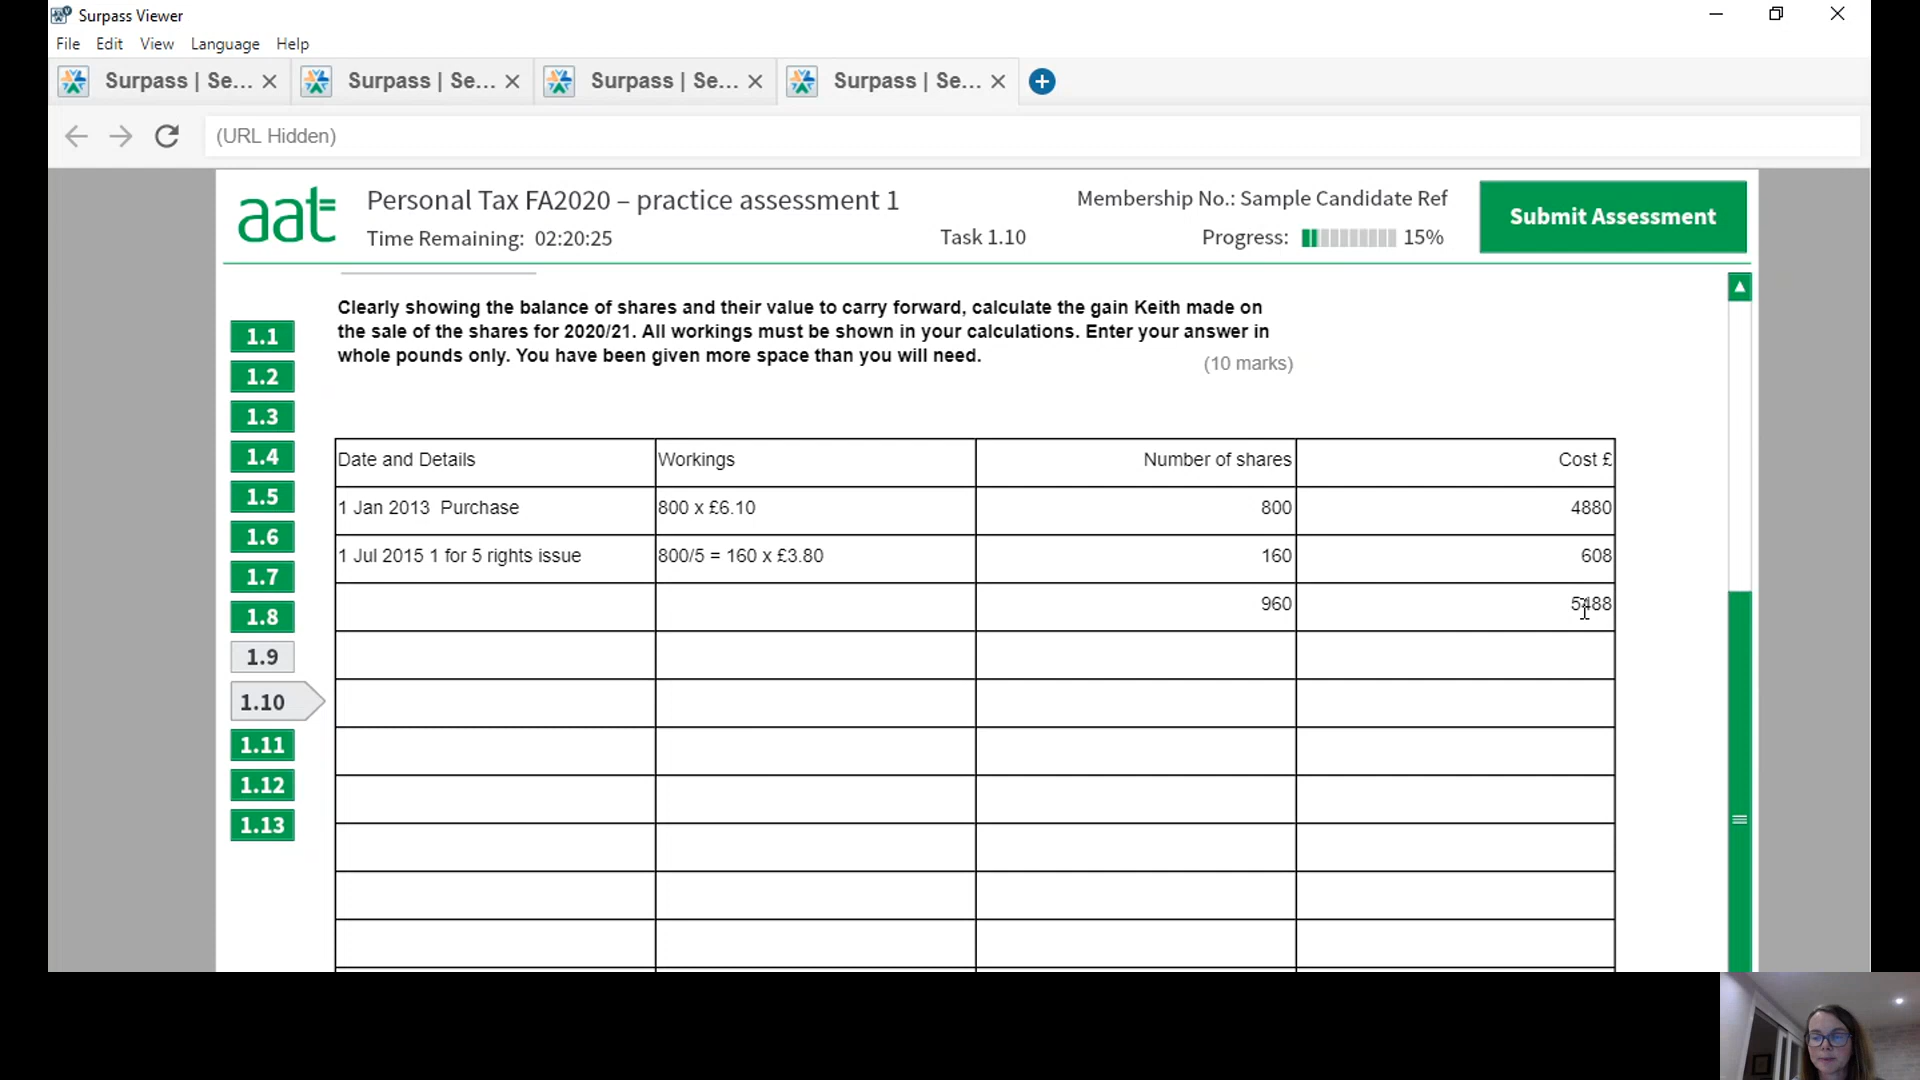 Surpass Viewer
File Edit View Language Help
Surpass | Se... Surpass | Se... Surpass | Se... Surpass | Se...
(URL Hidden)
aat
Personal Tax FA2020 – practice assessment 1
Membership No.: Sample Candidate Ref
Submit Assessment
Time Remaining: 02:20:25
Task 1.10
Progress: 15%
Clearly showing the balance of shares and their value to carry forward, calculate the gain Keith made on
the sale of the shares for 2020/21. All workings must be shown in your calculations. Enter your answer in
whole pounds only. You have been given more space than you will need.
(10 marks)
1.1
1.2
1.3
1.4
1.5
1.6
1.7
1.8
1.9
1.10
1.11
1.12
1.13
Date and Details Workings Number of shares Cost £
1 Jan 2013 Purchase 800 x £6.10 800 4880
1 Jul 2015 1 for 5 rights issue 800/5 = 160 x £3.80 160 608
960 5488